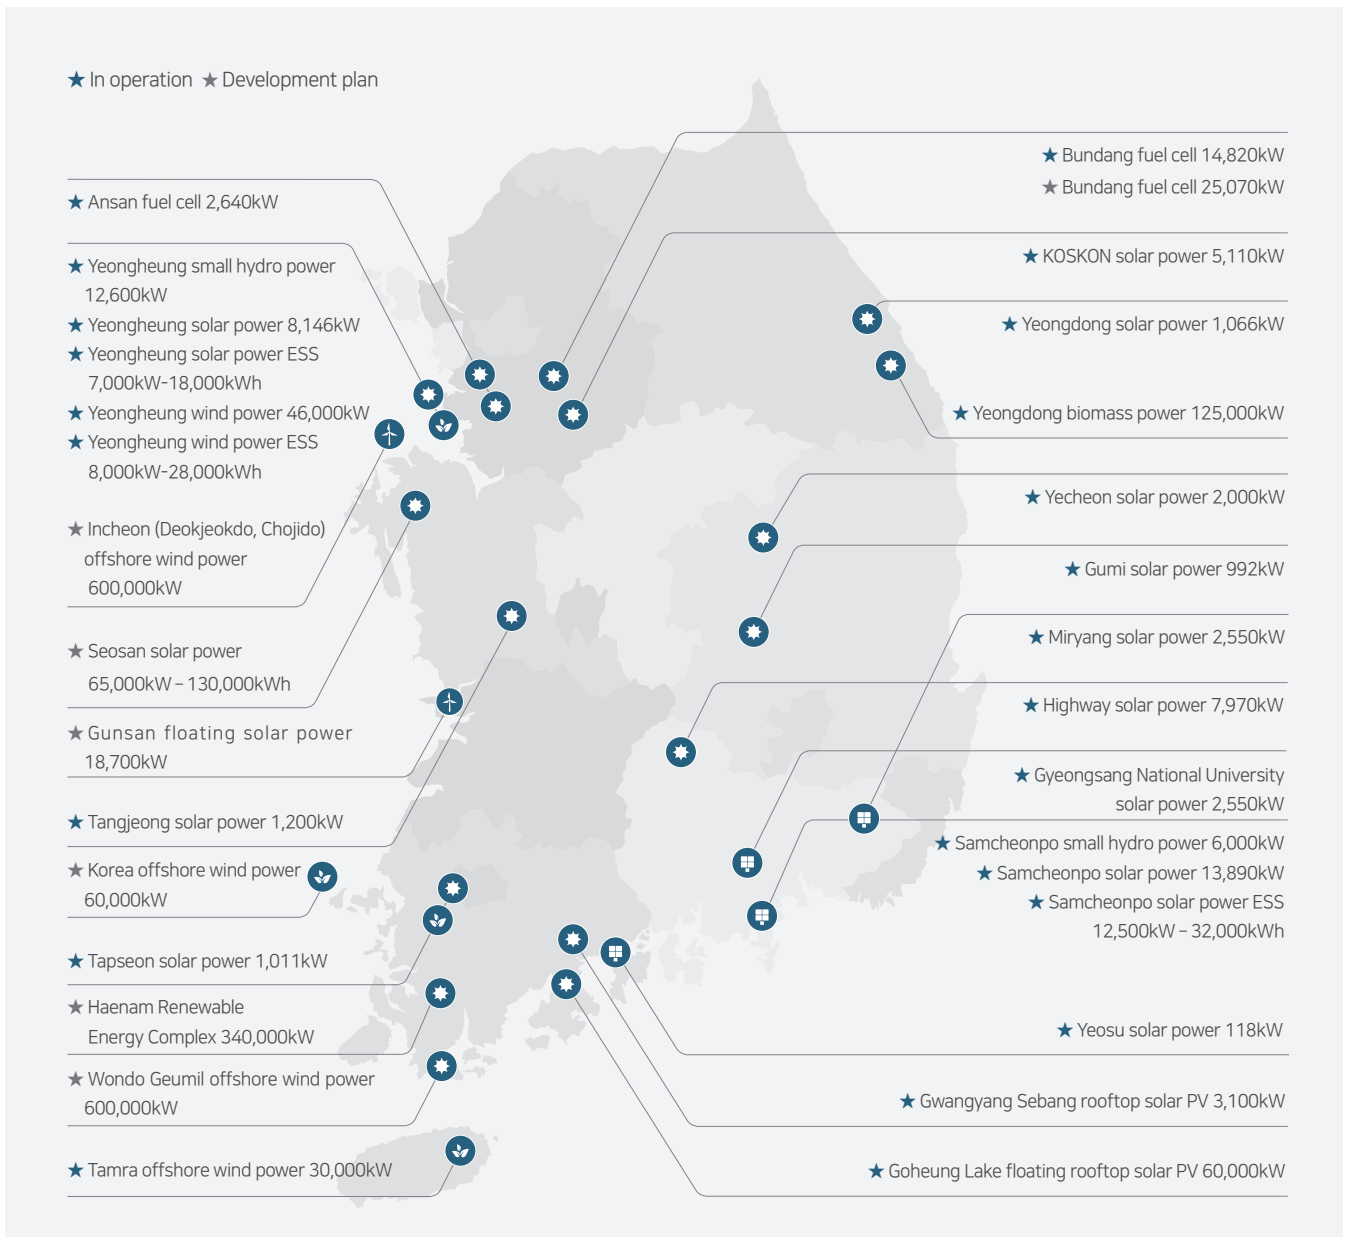 ★ In operation ★ Development plan
★ Ansan fuel cell 2,640kW
★ Yeongheung small hydro power
12,600kW
★ Yeongheung solar power 8,146kW
★ Yeongheung solar power ESS
7,000kW-18,000kWh
★ Yeongheung wind power 46,000kW
★ Yeongheung wind power ESS
8,000kW-28,000kWh
★ Incheon (Deokjeokdo, Chojido)
offshore wind power
600,000kW
★ Seosan solar power
65,000kW – 130,000kWh
★ Gunsan floating solar power
18,700kW
★ Tangjeong solar power 1,200kW
★ Korea offshore wind power
60,000kW
★ Tapseon solar power 1,011kW
★ Haenam Renewable
Energy Complex 340,000kW
★ Wondo Geumil offshore wind power
600,000kW
★ Tamra offshore wind power 30,000kW
★ Bundang fuel cell 14,820kW
★ Bundang fuel cell 25,070kW
★ KOSKON solar power 5,110kW
★ Yeongdong solar power 1,066kW
★ Yeongdong biomass power 125,000kW
★ Yecheon solar power 2,000kW
★ Gumi solar power 992kW
★ Miryang solar power 2,550kW
★ Highway solar power 7,970kW
★ Gyeongsang National University
solar power 2,550kW
★ Samcheonpo small hydro power 6,000kW
★ Samcheonpo solar power 13,890kW
★ Samcheonpo solar power ESS
12,500kW – 32,000kWh
★ Yeosu solar power 118kW
★ Gwangyang Sebang rooftop solar PV 3,100kW
★ Goheung Lake floating rooftop solar PV 60,000kW